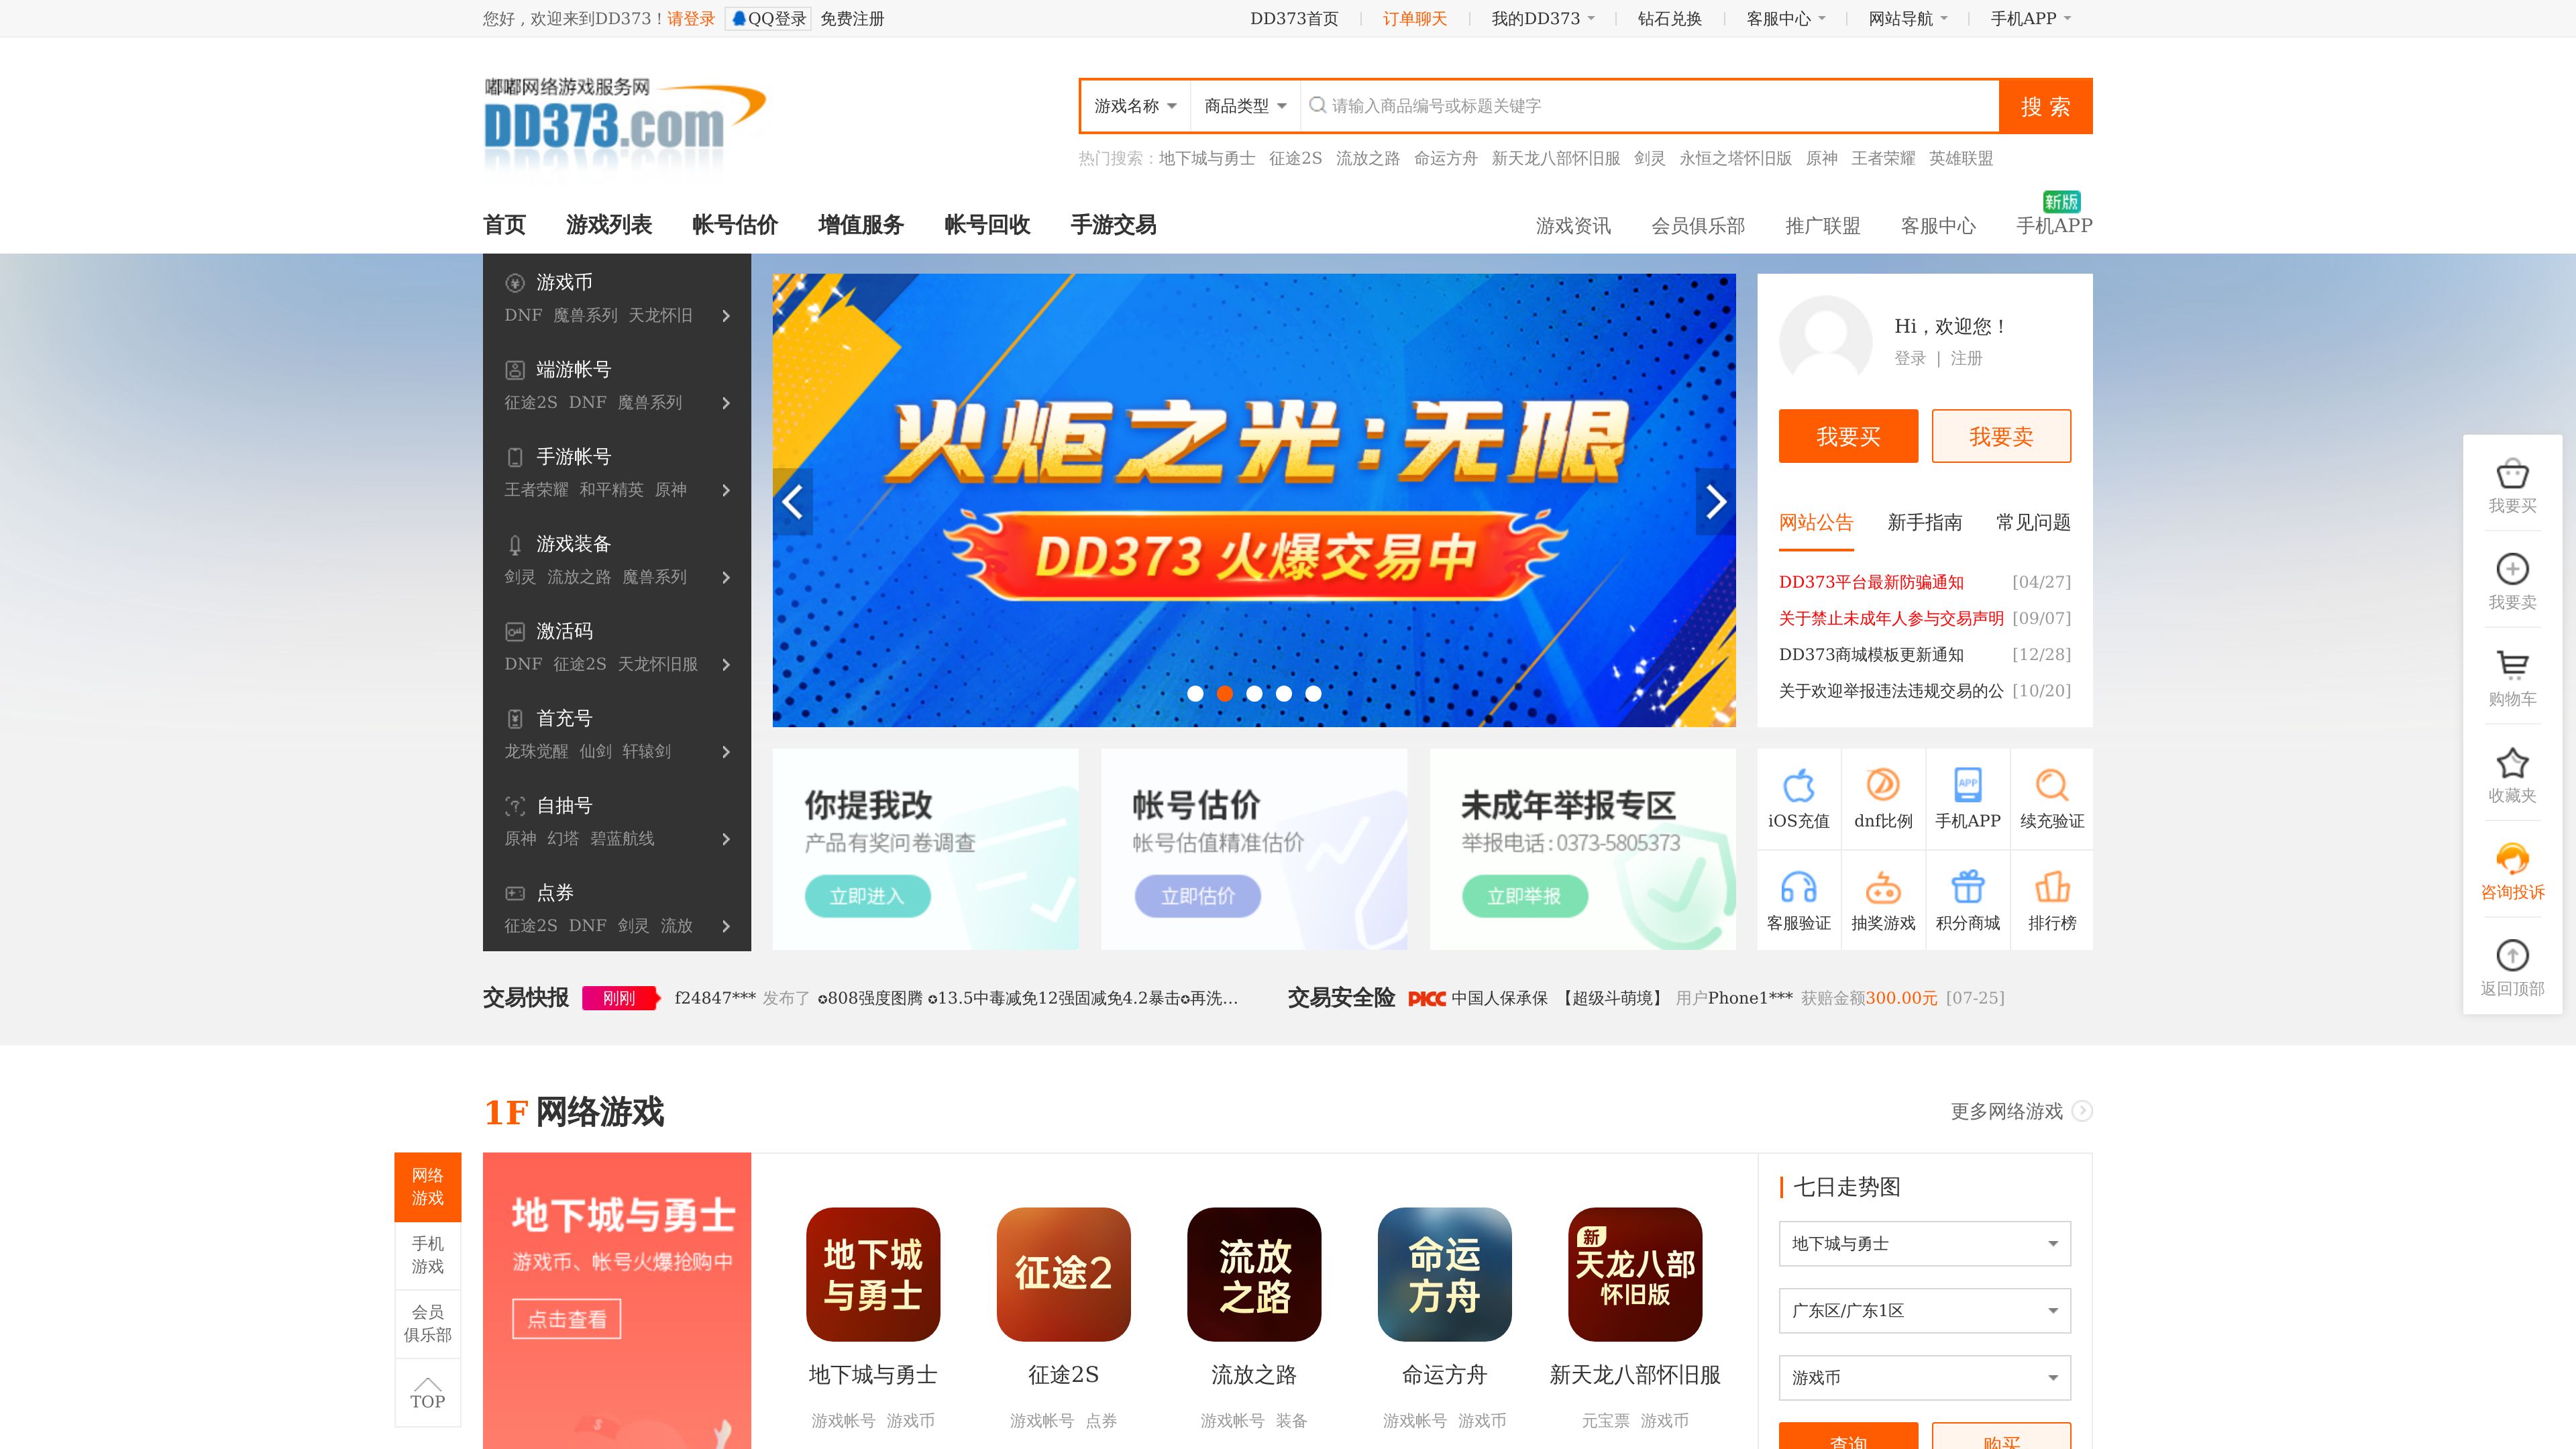 您好，欢迎来到DD373！请登录 QQ登录 免费注册
DD373首页 订单聊天 我的DD373 钻石兑换 客服中心 网站导航 手机APP
嘟嘟网络游戏服务网
DD373.com
游戏名称 商品类型 请输入商品编号或标题关键字 搜 索
热门搜索：地下城与勇士 征途2S 流放之路 命运方舟 新天龙八部怀旧服 剑灵 永恒之塔怀旧版 原神 王者荣耀 英雄联盟
新版
首页 游戏列表 帐号估价 增值服务 帐号回收 手游交易
游戏资讯 会员俱乐部 推广联盟 客服中心 手机APP
游戏币
DNF 魔兽系列 天龙怀旧
端游帐号
征途2S DNF 魔兽系列
手游帐号
王者荣耀 和平精英 原神
游戏装备
剑灵 流放之路 魔兽系列
激活码
DNF 征途2S 天龙怀旧服
首充号
龙珠觉醒 仙剑 轩辕剑
自抽号
原神 幻塔 碧蓝航线
点券
征途2S DNF 剑灵 流放
火炬之光:无限
DD373 火爆交易中
Hi，欢迎您！
登录 | 注册
我要买 我要卖
网站公告 新手指南 常见问题
DD373平台最新防骗通知 [04/27]
关于禁止未成年人参与交易声明 [09/07]
DD373商城模板更新通知 [12/28]
关于欢迎举报违法违规交易的公 [10/20]
你提我改
产品有奖问卷调查
立即进入
帐号估价
帐号估值精准估价
立即估价
未成年举报专区
举报电话:0373-5805373
立即举报
APP
iOS充值 dnf比例 手机APP 续充验证
客服验证 抽奖游戏 积分商城 排行榜
我要买
我要卖
购物车
收藏夹
咨询投诉
返回顶部
交易快报 刚刚 f24847*** 发布了 ✪808强度图腾 ✪13.5中毒减免12强固减免4.2暴击✪再洗...
交易安全险 PICC 中国人保承保 【超级斗萌境】 用户Phone1*** 获赔金额300.00元 [07-25]
1F 网络游戏
更多网络游戏
网络
游戏
手机
游戏
会员
俱乐部
TOP
地下城与勇士
游戏币、帐号火爆抢购中
点击查看
地下城
与勇士
地下城与勇士
游戏帐号 游戏币
征途2
征途2S
游戏帐号 点券
流放
之路
流放之路
游戏帐号 装备
命运
方舟
命运方舟
游戏帐号 游戏币
新
天龙八部
怀旧版
新天龙八部怀旧服
元宝票 游戏币
七日走势图
地下城与勇士
广东区/广东1区
游戏币
查询 购买